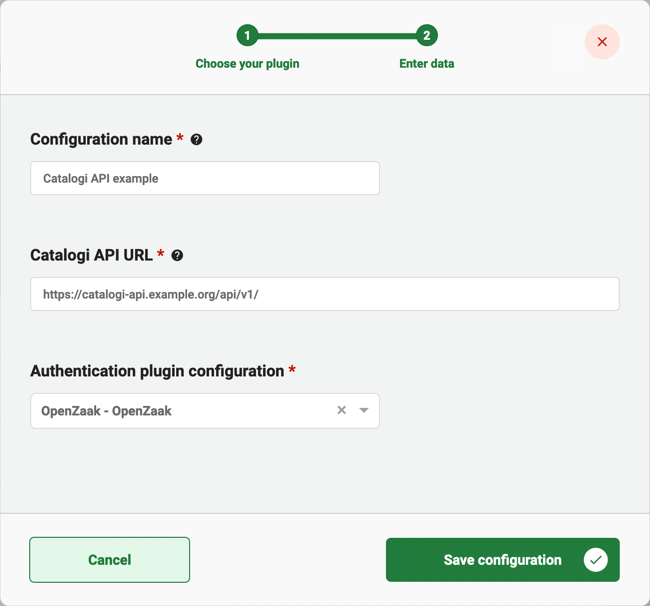 1
2
Choose your plugin
Enter data
Configuration name *
Catalogi API example
Catalogi API URL *
https://catalogi-api.example.org/api/v1/
Authentication plugin configuration *
OpenZaak - OpenZaak
Cancel
Save configuration